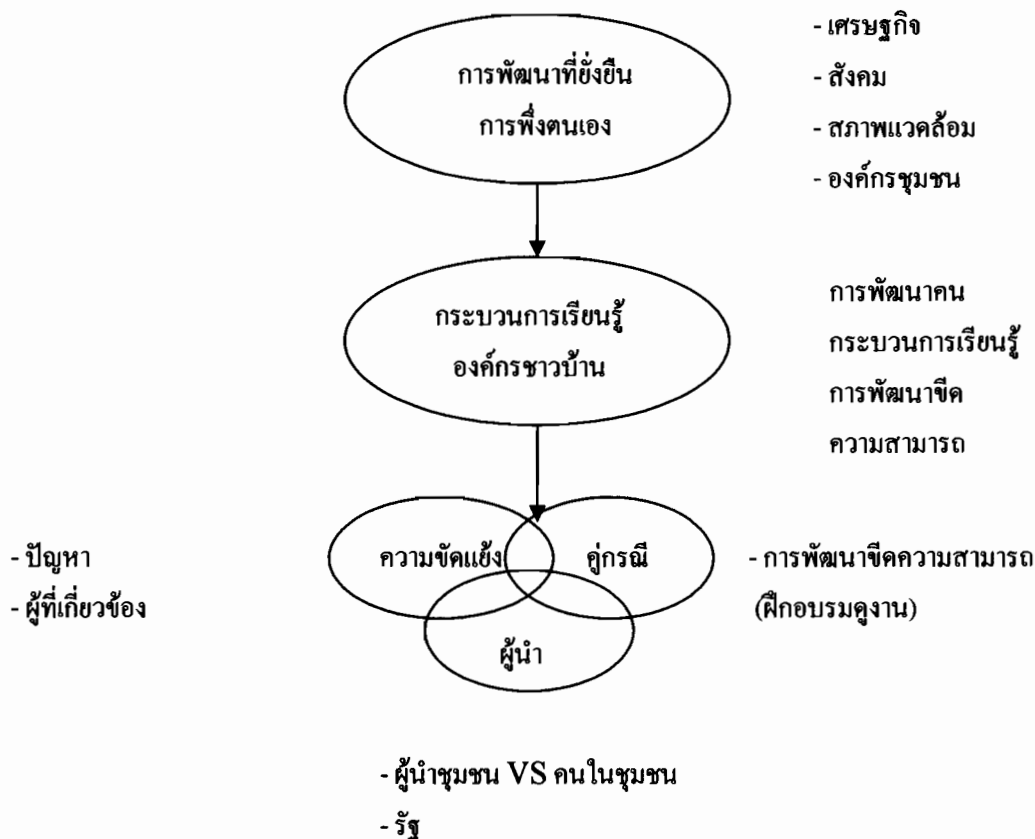 - เศรษฐกิจ
การพัฒนาที่ยั่งยืน
- สังคม
การพึ่งตนเอง
- สภาพแวดล้อม
- องค์กรชุมชน
การพัฒนาคน
กระบวนการเรียนรู้
กระบวนการเรียนรู้
องค์กรชาวบ้าน
การพัฒนาขีด
ความสามารถ
- ปัญหา
ความขัดแย้ง
คู่กรณี
- การพัฒนาขีดความสามารถ
- ผู้ที่เกี่ยวข้อง
(ฝึกอบรมดูงาน)
ผู้นำ
- ผู้นำชุมชน VS คนในชุมชน
- รัฐ